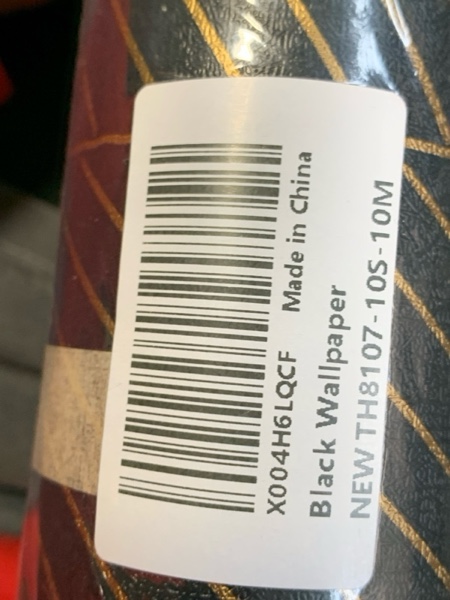 X004H6LQCF Made in China
Black Wallpaper
NEW TH8107-10S-10M